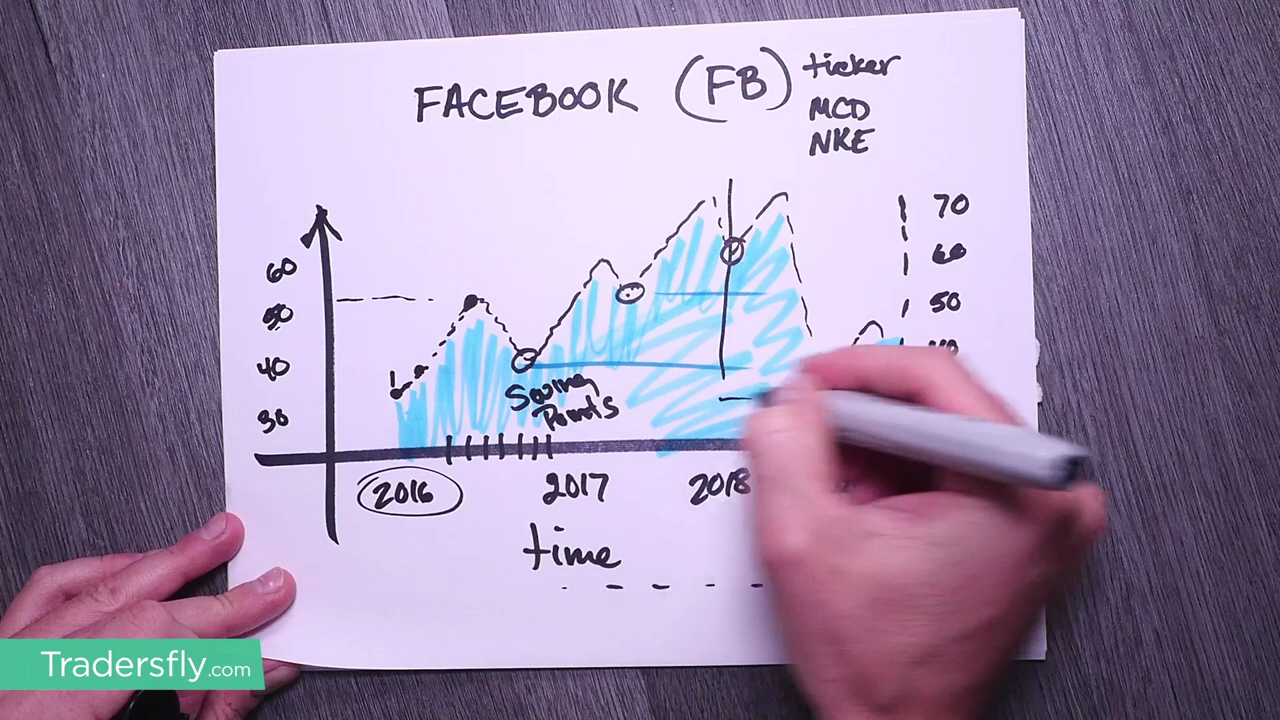 FACEBOOK (FB) ticker
MCD
NKE
60
50
40
30
70
60
50
Swing
Points
2016
2017
2018
time
Tradersfly.com